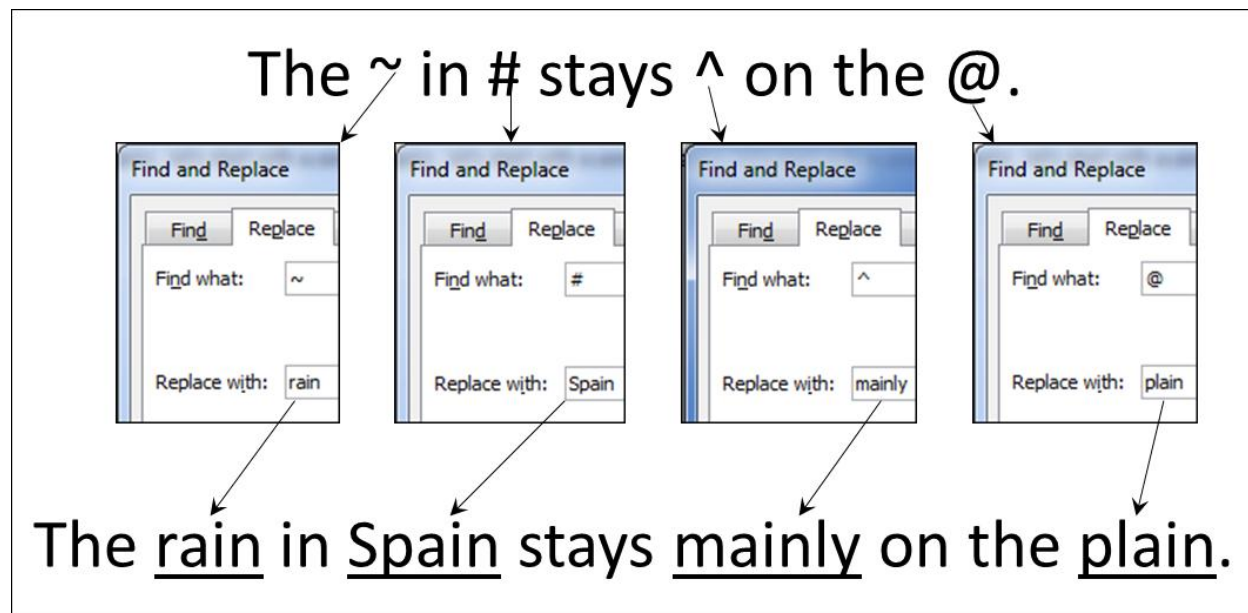 The ~ in # stays ^ on the @.
Find and Replace
Find Replace
Find what: ~
Replace with: rain
Find and Replace
Find Replace
Find what: #
Replace with: Spain
Find and Replace
Find Replace
Find what: ^
Replace with: mainly
Find and Replace
Find Replace
Find what: @
Replace with: plain
The rain in Spain stays mainly on the plain.